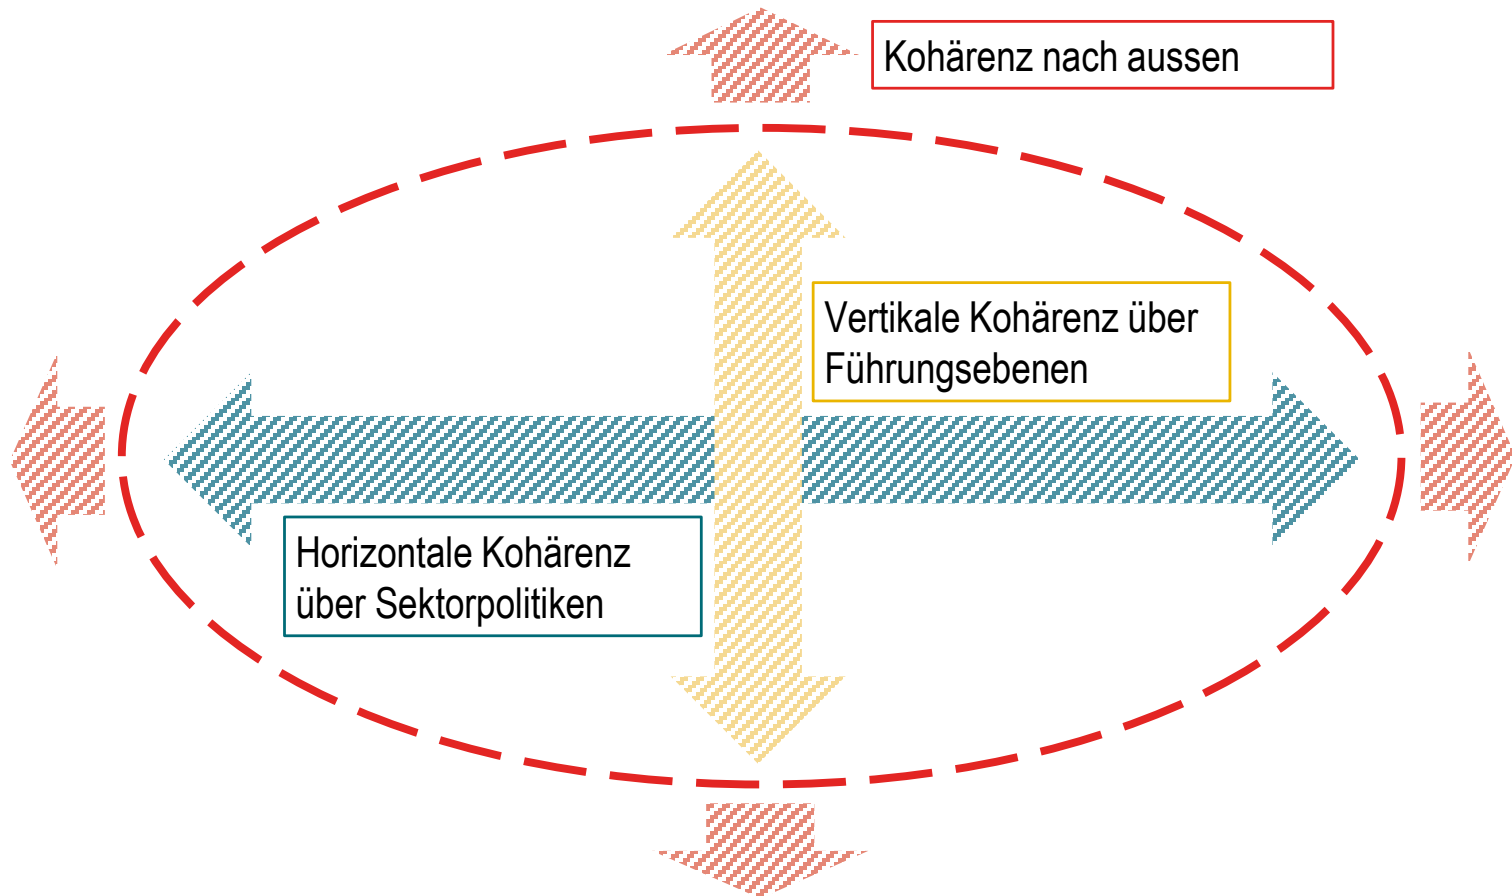 Kohärenz nach aussen
Vertikale Kohärenz über
Führungsebenen
Horizontale Kohärenz
über Sektorpolitiken